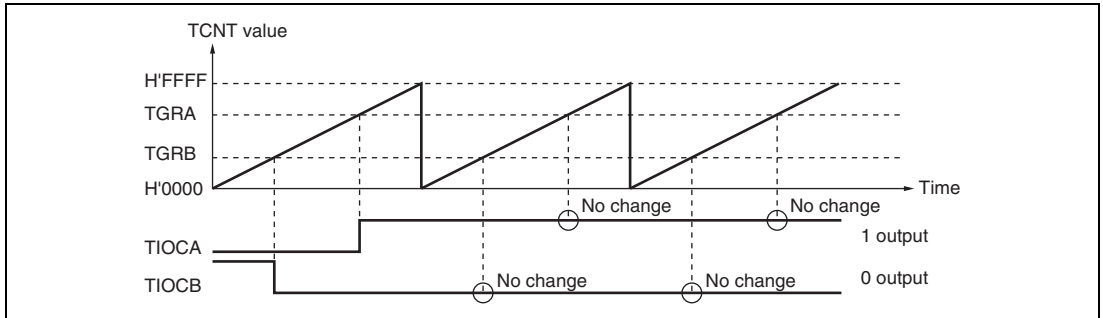 TCNT value
H'FFFF
TGRA
TGRB
H'0000
Time
No change No change
TIOCA 1 output
No change No change
TIOCB 0 output